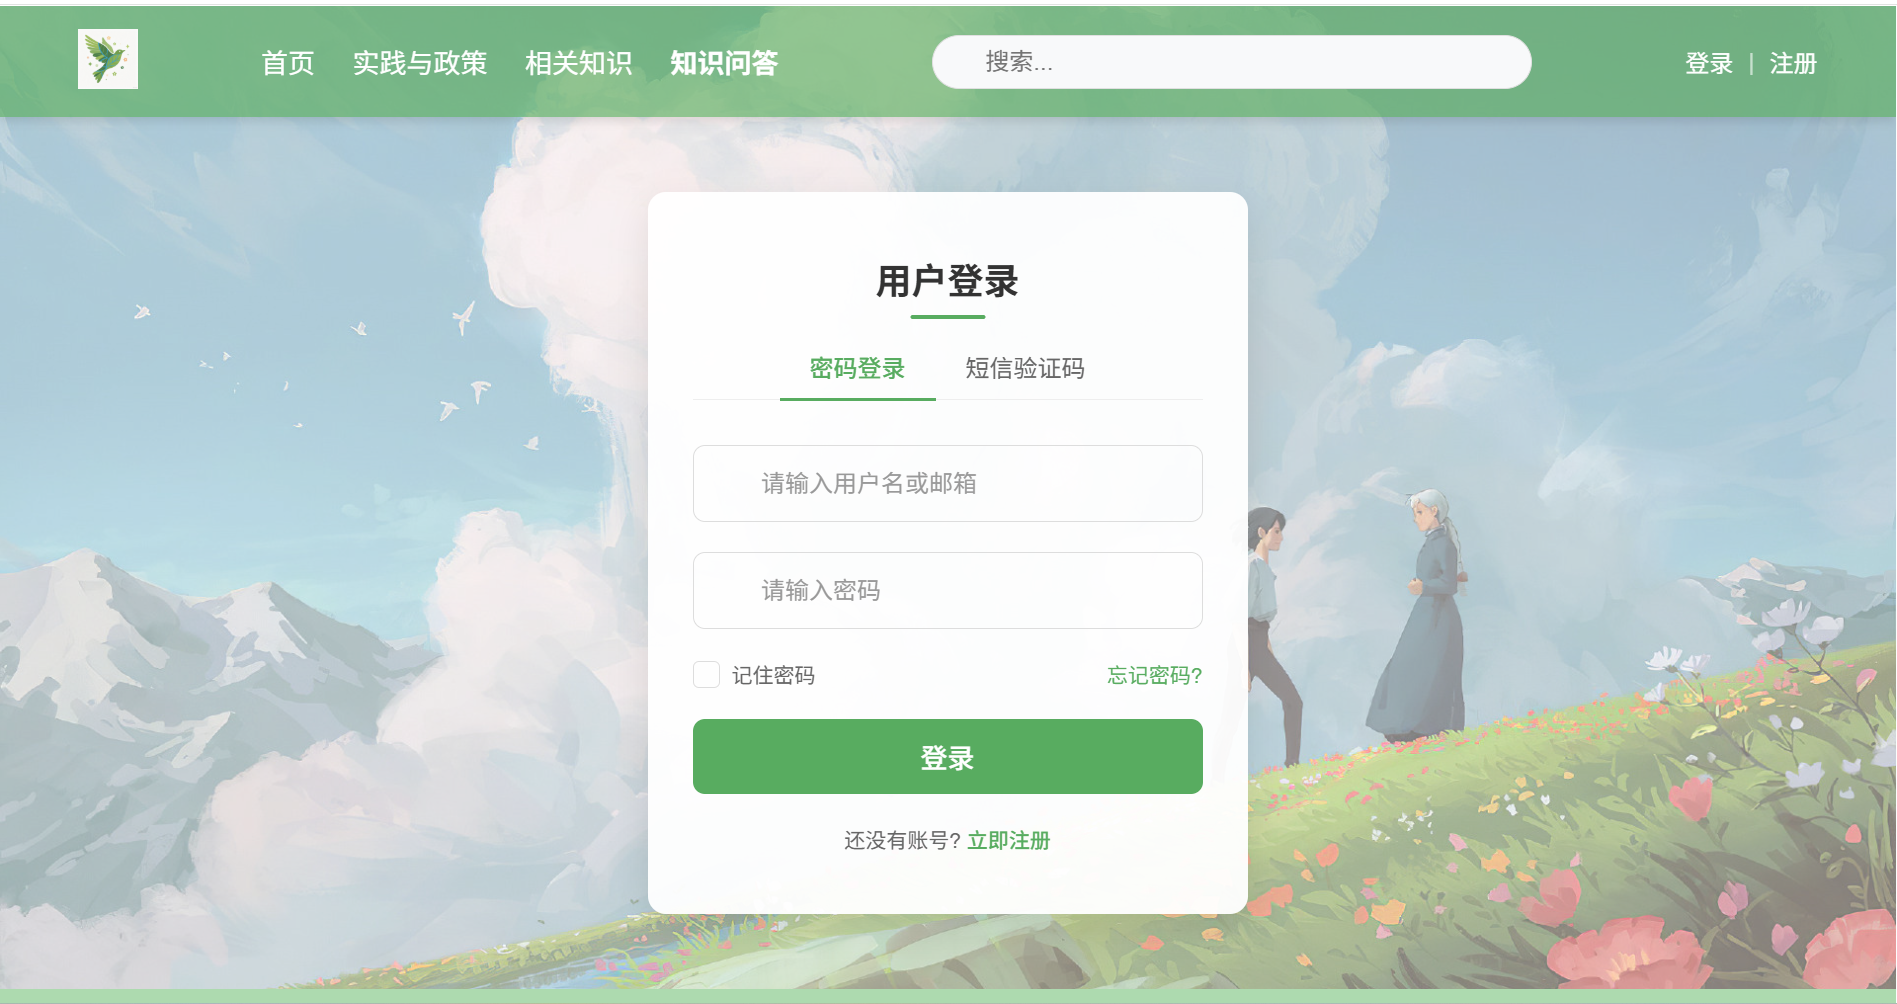 首页 实践与政策 相关知识 知识问答 搜索... 登录 | 注册
用户登录
密码登录 短信验证码
请输入用户名或邮箱
请输入密码
记住密码 忘记密码?
登录
还没有账号? 立即注册